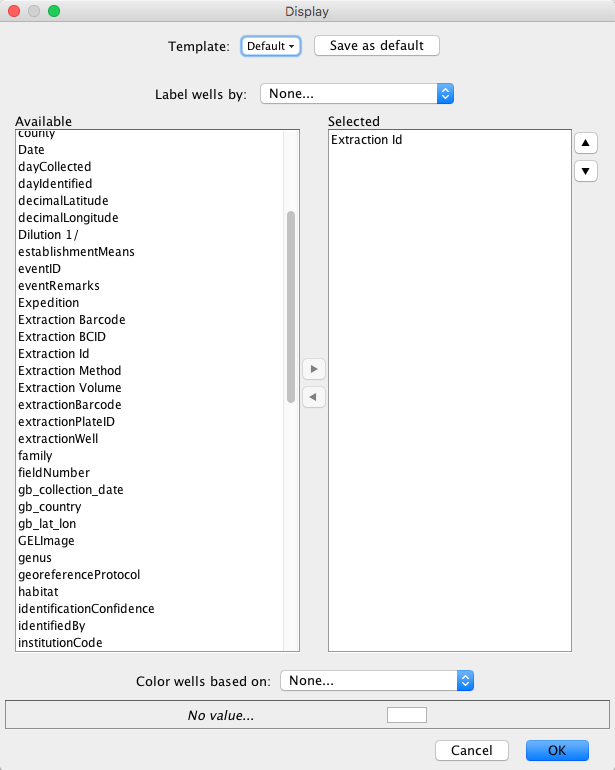 Display
Template: Default Save as default
Label wells by: None...
Available
county
Date
dayCollected
dayIdentified
decimalLatitude
decimalLongitude
Dilution 1/
establishmentMeans
eventID
eventRemarks
Expedition
Extraction Barcode
Extraction BCID
Extraction Id
Extraction Method
Extraction Volume
extractionBarcode
extractionPlateID
extractionWell
family
fieldNumber
gb_collection_date
gb_country
gb_lat_lon
GELImage
genus
georeferenceProtocol
habitat
identificationConfidence
identifiedBy
institutionCode
Selected
Extraction Id
Color wells based on: None...
No value...
Cancel OK